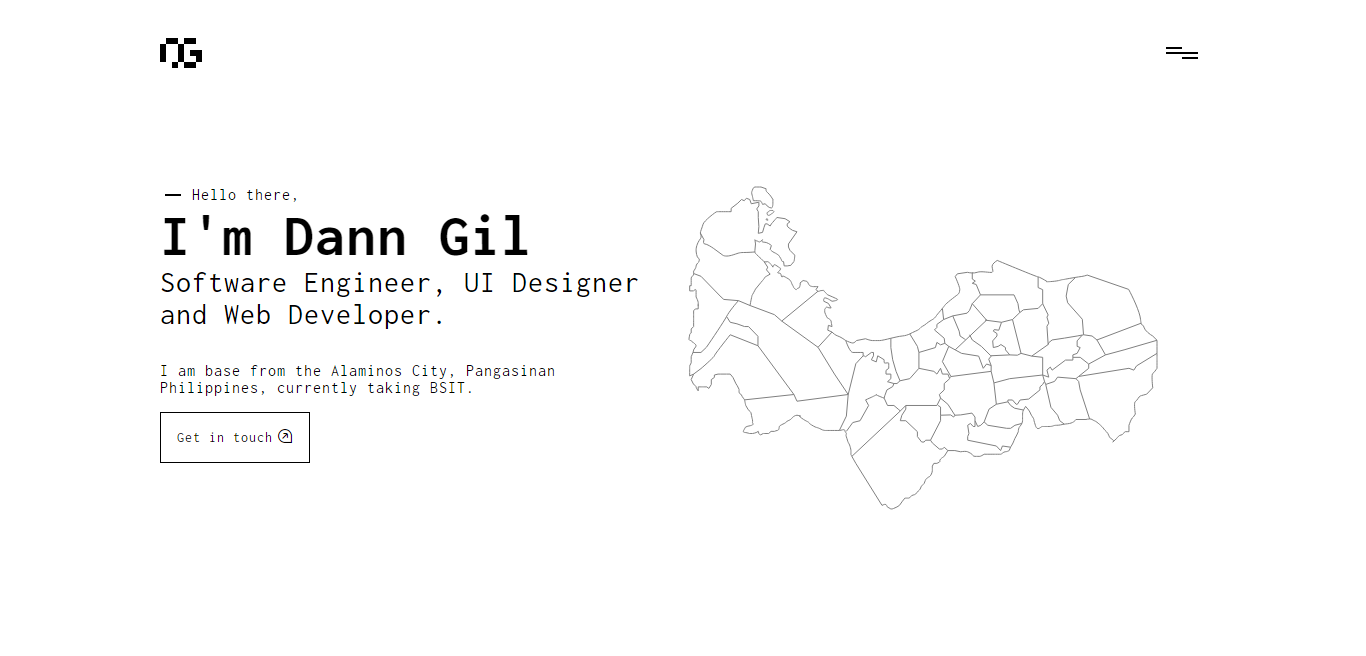 DG
— Hello there,
I'm Dann Gil
Software Engineer, UI Designer
and Web Developer.
I am base from the Alaminos City, Pangasinan
Philippines, currently taking BSIT.
Get in touch